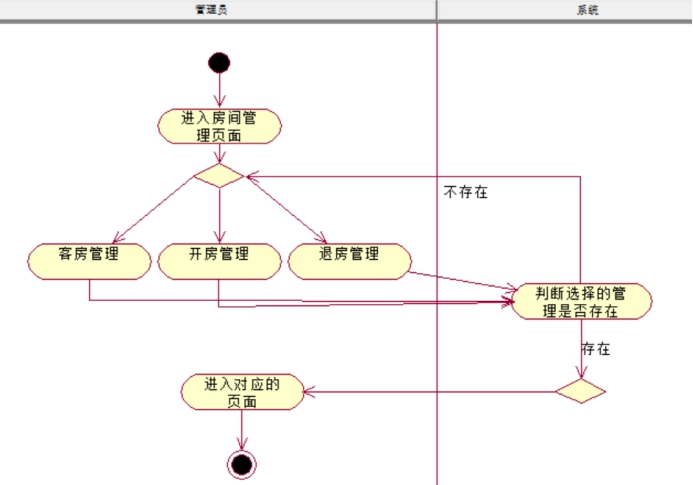 管理员
系统
进入房间管
理页面
不存在
客房管理
开房管理
退房管理
判断选择的管
理是否存在
存在
进入对应的
页面